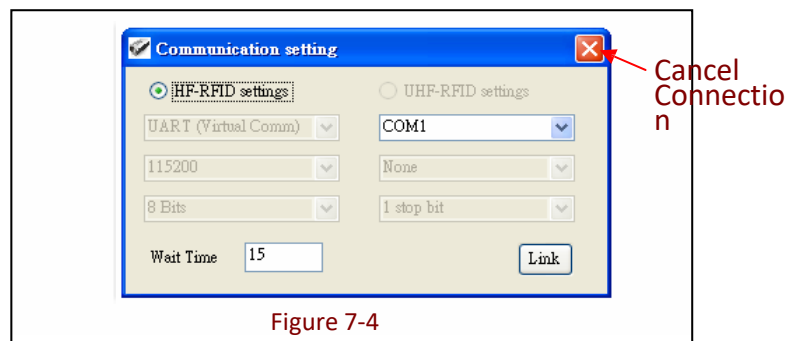 Communication setting
Cancel
Connectio
n
HF-RFID settings
UHF-RFID settings
UART (Virtual Comm)
COM1
115200
None
8 Bits
1 stop bit
Wait Time
15
Link
Figure 7-4